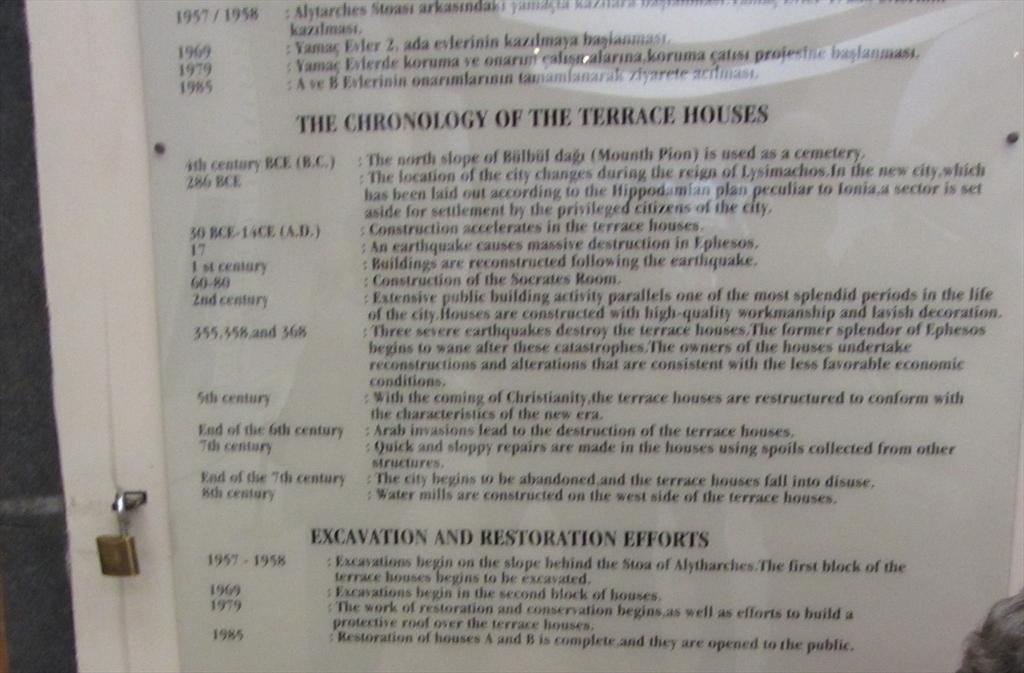 1957 / 1958 : Alytarches Stoası arkasındaki yamaçta kazılara
kazılması.
1969 : Yamaç Evler 2. ada evlerinin kazılmaya başlanması.
1979 : Yamaç Evlerde koruma ve onarım çalışmalarına,koruma çatısı projesine başlanması.
1985 : A ve B Evlerinin onarımlarının tamamlanarak ziyarete açılması.
THE CHRONOLOGY OF THE TERRACE HOUSES
4th century BCE (B.C.) : The north slope of Bülbül dağı (Mounth Pion) is used as a cemetery.
286 BCE : The location of the city changes during the reign of Lysimachos.In the new city,which
has been laid out according to the Hippodamian plan peculiar to Ionia,a sector is set
aside for settlement by the privileged citizens of the city.
30 BCE-14CE (A.D.) : Construction accelerates in the terrace houses.
17 : An earthquake causes massive destruction in Ephesos.
1 st century : Buildings are reconstructed following the earthquake.
60-80 : Construction of the Socrates Room.
2nd century : Extensive public building activity parallels one of the most splendid periods in the life
of the city.Houses are constructed with high-quality workmanship and lavish decoration.
355,358,and 368 : Three severe earthquakes destroy the terrace houses.The former splendor of Ephesos
begins to wane after these catastrophes.The owners of the houses undertake
reconstructions and alterations that are consistent with the less favorable economic
conditions.
5th century : With the coming of Christianity,the terrace houses are restructured to conform with
the characteristics of the new era.
End of the 6th century : Arab invasions lead to the destruction of the terrace houses.
7th century : Quick and sloppy repairs are made in the houses using spoils collected from other
structures.
End of the 7th century : The city begins to be abandoned,and the terrace houses fall into disuse.
8th century : Water mills are constructed on the west side of the terrace houses.
EXCAVATION AND RESTORATION EFFORTS
1957 - 1958 : Excavations begin on the slope behind the Stoa of Alytharches.The first block of the
terrace houses begins to be excavated.
1969 : Excavations begin in the second block of houses.
1979 : The work of restoration and conservation begins,as well as efforts to build a
protective roof over the terrace houses.
1985 : Restoration of houses A and B is complete,and they are opened to the public.